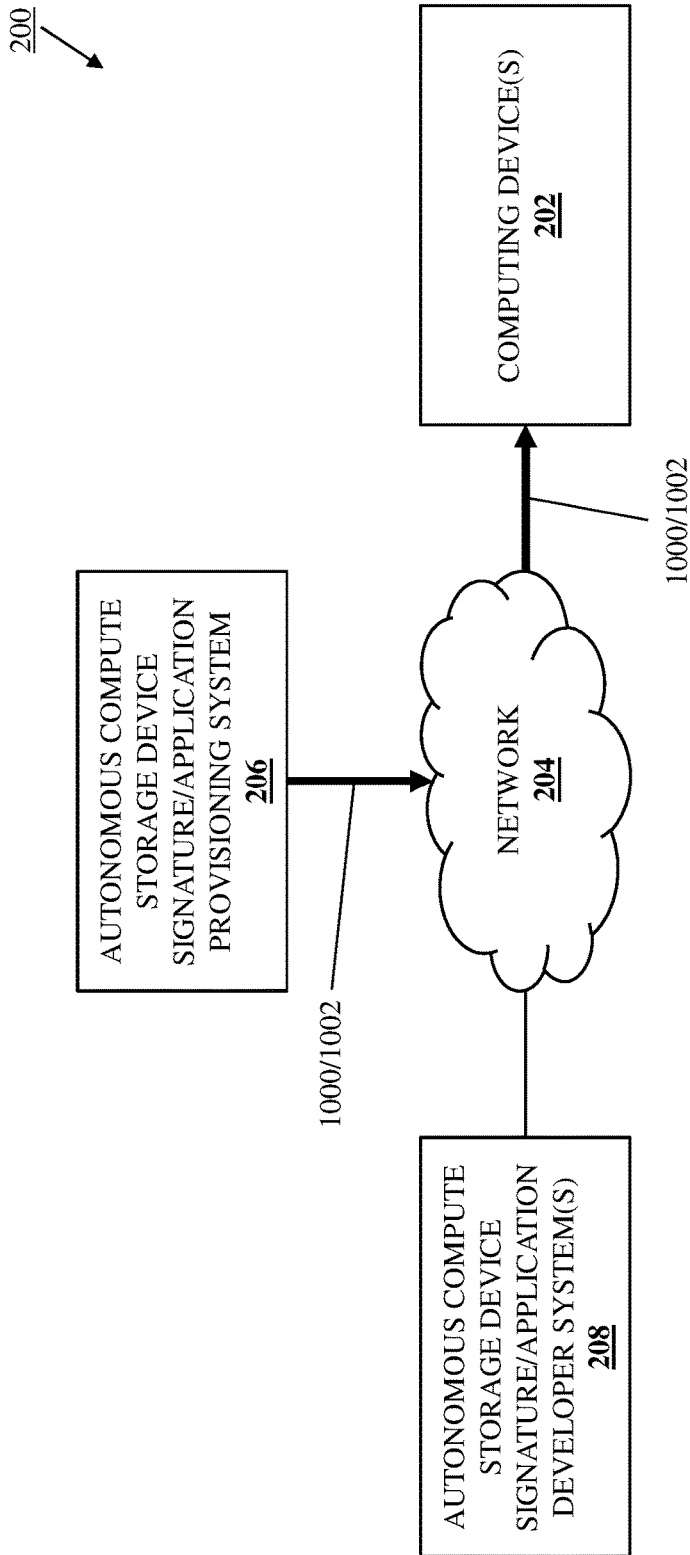 200
AUTONOMOUS COMPUTE
STORAGE DEVICE
SIGNATURE/APPLICATION
PROVISIONING SYSTEM
206
1000/1002
AUTONOMOUS COMPUTE
STORAGE DEVICE
SIGNATURE/APPLICATION
DEVELOPER SYSTEM(S)
208
NETWORK
204
1000/1002
COMPUTING DEVICE(S)
202